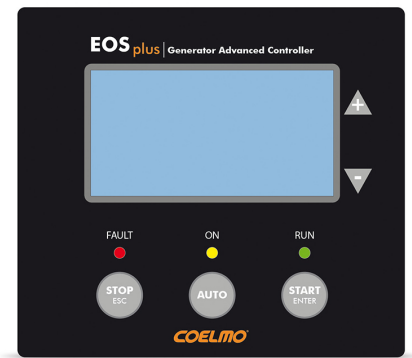 EOS plus Generator Advanced Controller
+
-
FAULT ON RUN
STOP AUTO START
ESC ENTER
COELMO